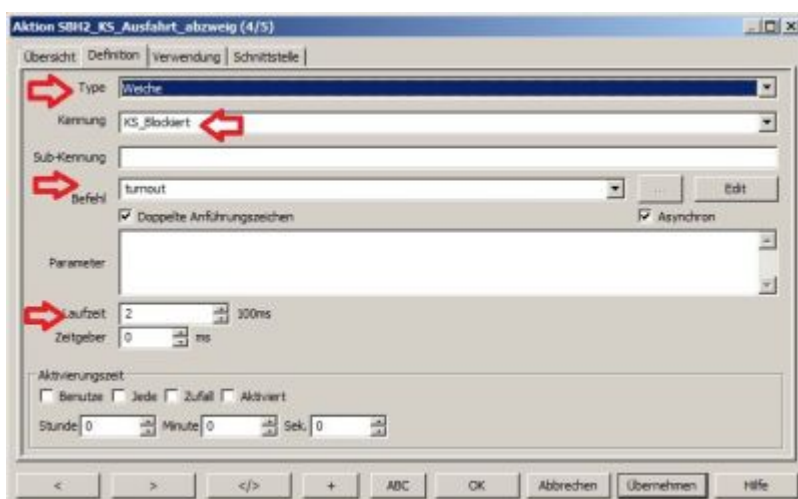 Aktion SBH2_KS_Ausfahrt_abzweig (4/5)
Übersicht Definition Verwendung Schnittstelle
Type Weiche
Kennung KS_Blockiert
Sub-Kennung
Befehl turnout ... Edit
Doppelte Anführungszeichen Asynchron
Parameter
Laufzeit 2 100ms
Zeitgeber 0 ms
Aktivierungszeit
Benutze Jede Zufall Aktiviert
Stunde 0 Minute 0 Sek. 0
< > </> + ABC OK Abbrechen Übernehmen Hilfe